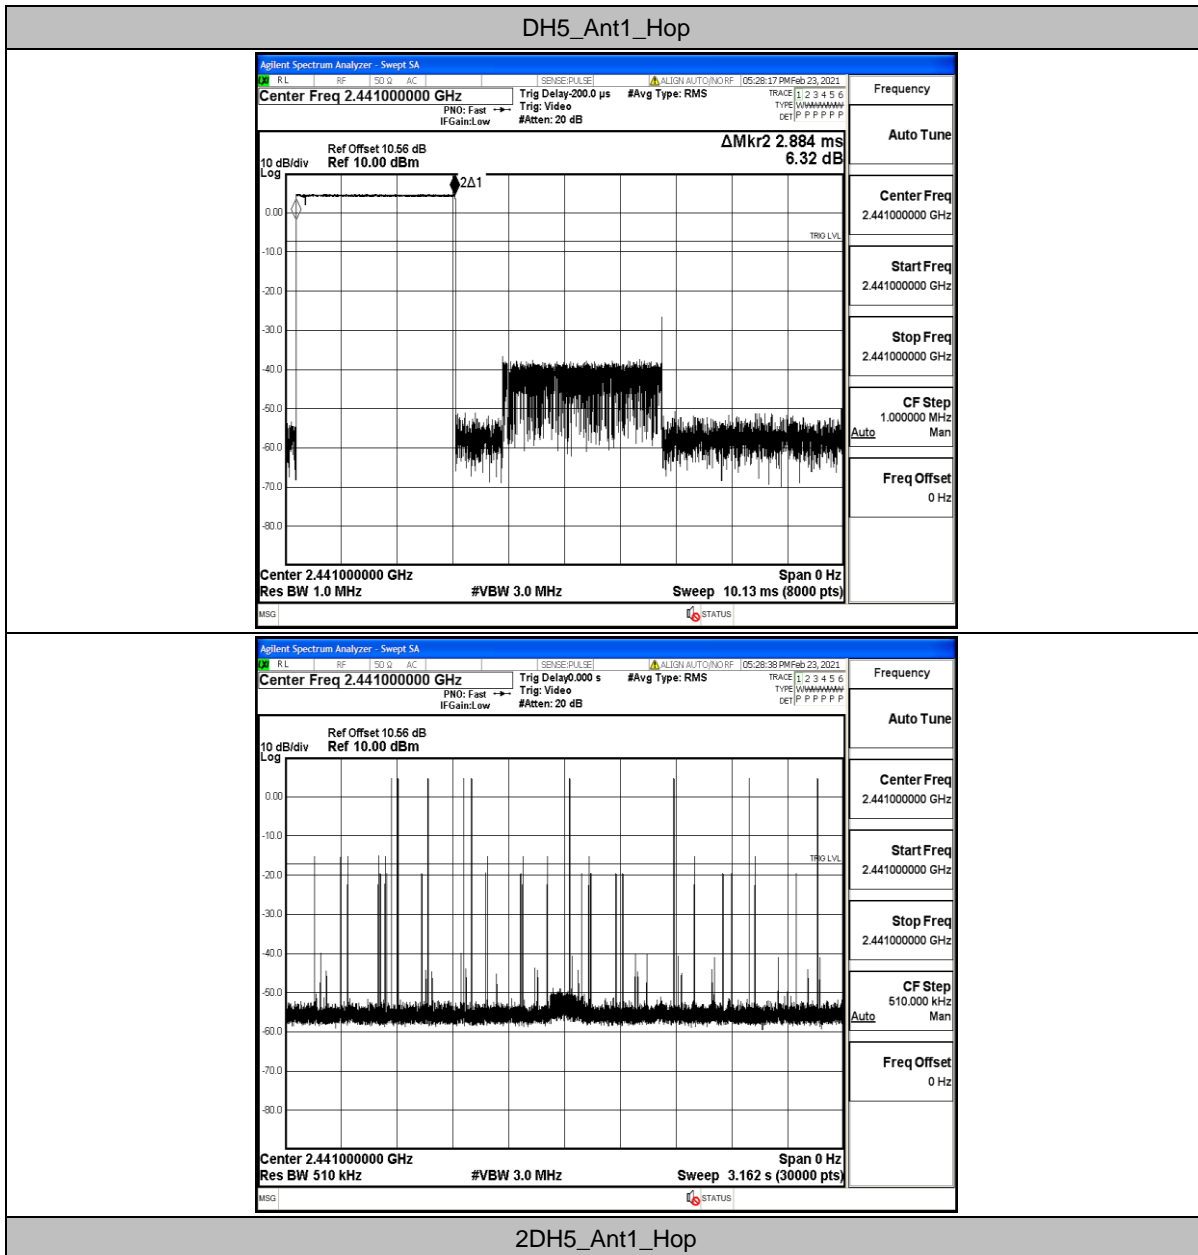 DH5_Ant1_Hop
Agilent Spectrum Analyzer - Swept SA
RL RF 50 Ω AC SENSE:PULSE ALIGN AUTO/NO RF 05:28:17 PM Feb 23, 2021
Center Freq 2.441000000 GHz
PNO: Fast
IFGain:Low
Trig Delay-200.0 µs
Trig: Video
#Atten: 20 dB
#Avg Type: RMS
TRACE 1 2 3 4 5 6
TYPE
DET P P P P P P
Frequency
Auto Tune
ΔMkr2 2.884 ms
6.32 dB
Ref Offset 10.56 dB
10 dB/div Ref 10.00 dBm
Log
2Δ1
1
0.00
TRIG LVL
-10.0
-20.0
-30.0
-40.0
-50.0
-60.0
-70.0
-80.0
Center Freq
2.441000000 GHz
Start Freq
2.441000000 GHz
Stop Freq
2.441000000 GHz
CF Step
1.000000 MHz
Auto Man
Freq Offset
0 Hz
Center 2.441000000 GHz Span 0 Hz
Res BW 1.0 MHz #VBW 3.0 MHz Sweep 10.13 ms (8000 pts)
MSG STATUS
Agilent Spectrum Analyzer - Swept SA
RL RF 50 Ω AC SENSE:PULSE ALIGN AUTO/NO RF 05:28:38 PM Feb 23, 2021
Center Freq 2.441000000 GHz
PNO: Fast
IFGain:Low
Trig Delay0.000 s
Trig: Video
#Atten: 20 dB
#Avg Type: RMS
TRACE 1 2 3 4 5 6
TYPE
DET P P P P P P
Frequency
Auto Tune
Ref Offset 10.56 dB
10 dB/div Ref 10.00 dBm
Log
0.00
-10.0
TRIG LVL
-20.0
-30.0
-40.0
-50.0
-60.0
-70.0
-80.0
Center Freq
2.441000000 GHz
Start Freq
2.441000000 GHz
Stop Freq
2.441000000 GHz
CF Step
510.000 kHz
Auto Man
Freq Offset
0 Hz
Center 2.441000000 GHz Span 0 Hz
Res BW 510 kHz #VBW 3.0 MHz Sweep 3.162 s (30000 pts)
MSG STATUS
2DH5_Ant1_Hop